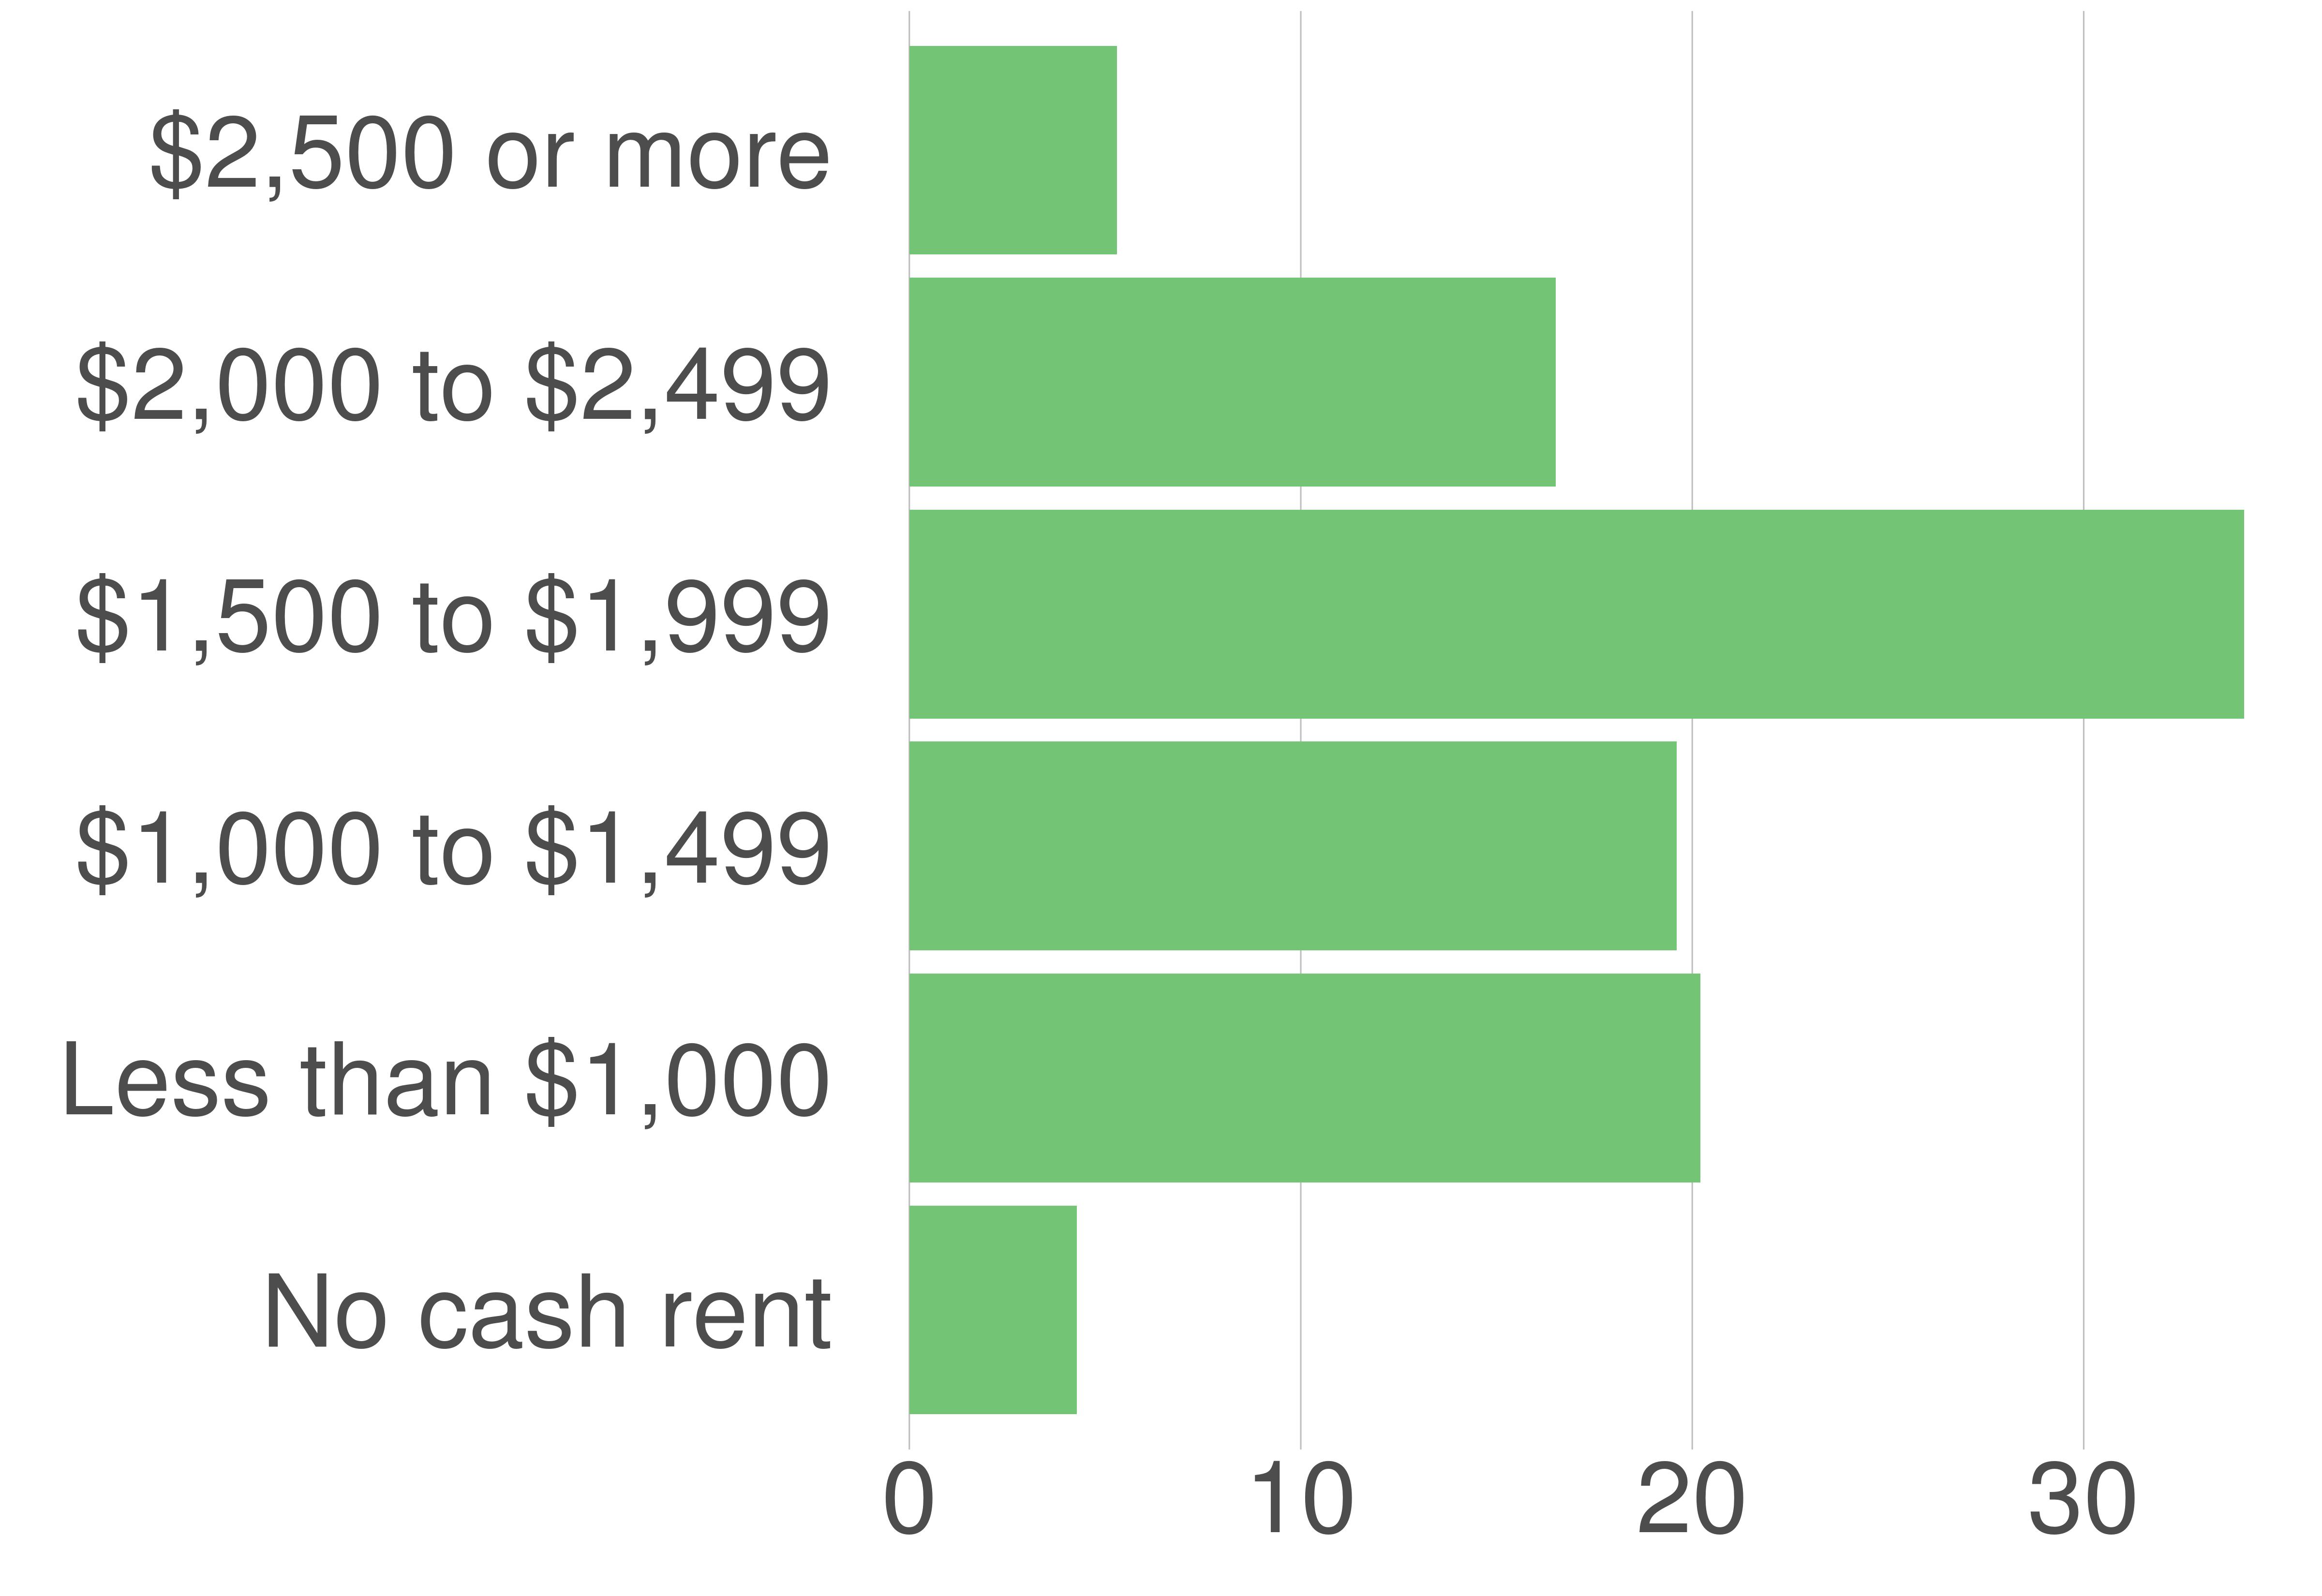 $2,500 or more
$2,000 to $2,499
$1,500 to $1,999
$1,000 to $1,499
Less than $1,000
No cash rent
0 10 20 30